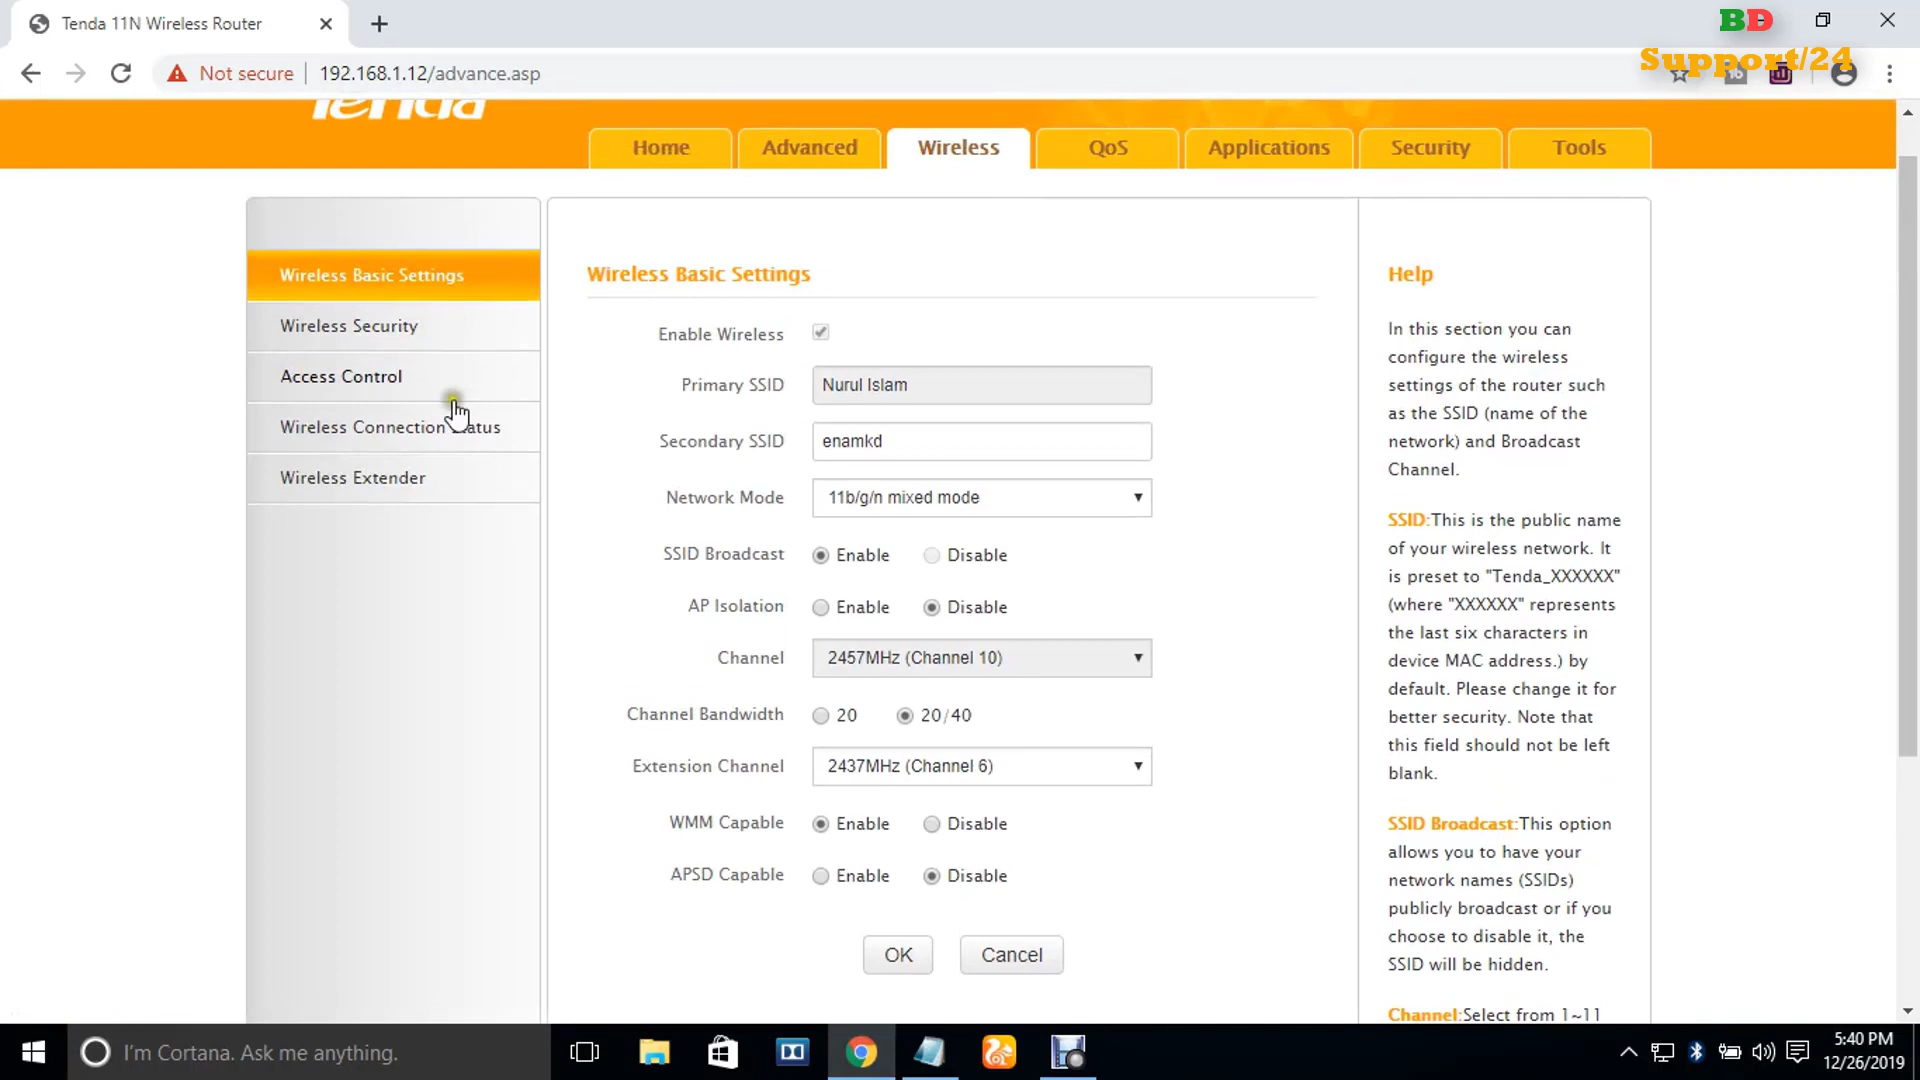 Tenda 11N Wireless Router
BD
Support/24
Not secure
192.168.1.12/advance.asp
Tenda
Home
Advanced
Wireless
QoS
Applications
Security
Tools
Wireless Basic Settings
Wireless Security
Access Control
Wireless Connection Status
Wireless Extender
Wireless Basic Settings
Enable Wireless
Primary SSID Nurul Islam
Secondary SSID enamkd
Network Mode 11b/g/n mixed mode
SSID Broadcast Enable Disable
AP Isolation Enable Disable
Channel 2457MHz (Channel 10)
Channel Bandwidth 20 20/40
Extension Channel 2437MHz (Channel 6)
WMM Capable Enable Disable
APSD Capable Enable Disable
OK Cancel
Help
In this section you can
configure the wireless
settings of the router such
as the SSID (name of the
network) and Broadcast
Channel.
SSID:This is the public name
of your wireless network. It
is preset to "Tenda_XXXXXX"
(where "XXXXXX" represents
the last six characters in
device MAC address.) by
default. Please change it for
better security. Note that
this field should not be left
blank.
SSID Broadcast:This option
allows you to have your
network names (SSIDs)
publicly broadcast or if you
choose to disable it, the
SSID will be hidden.
Channel:Select from 1~11
I'm Cortana. Ask me anything.
5:40 PM
12/26/2019